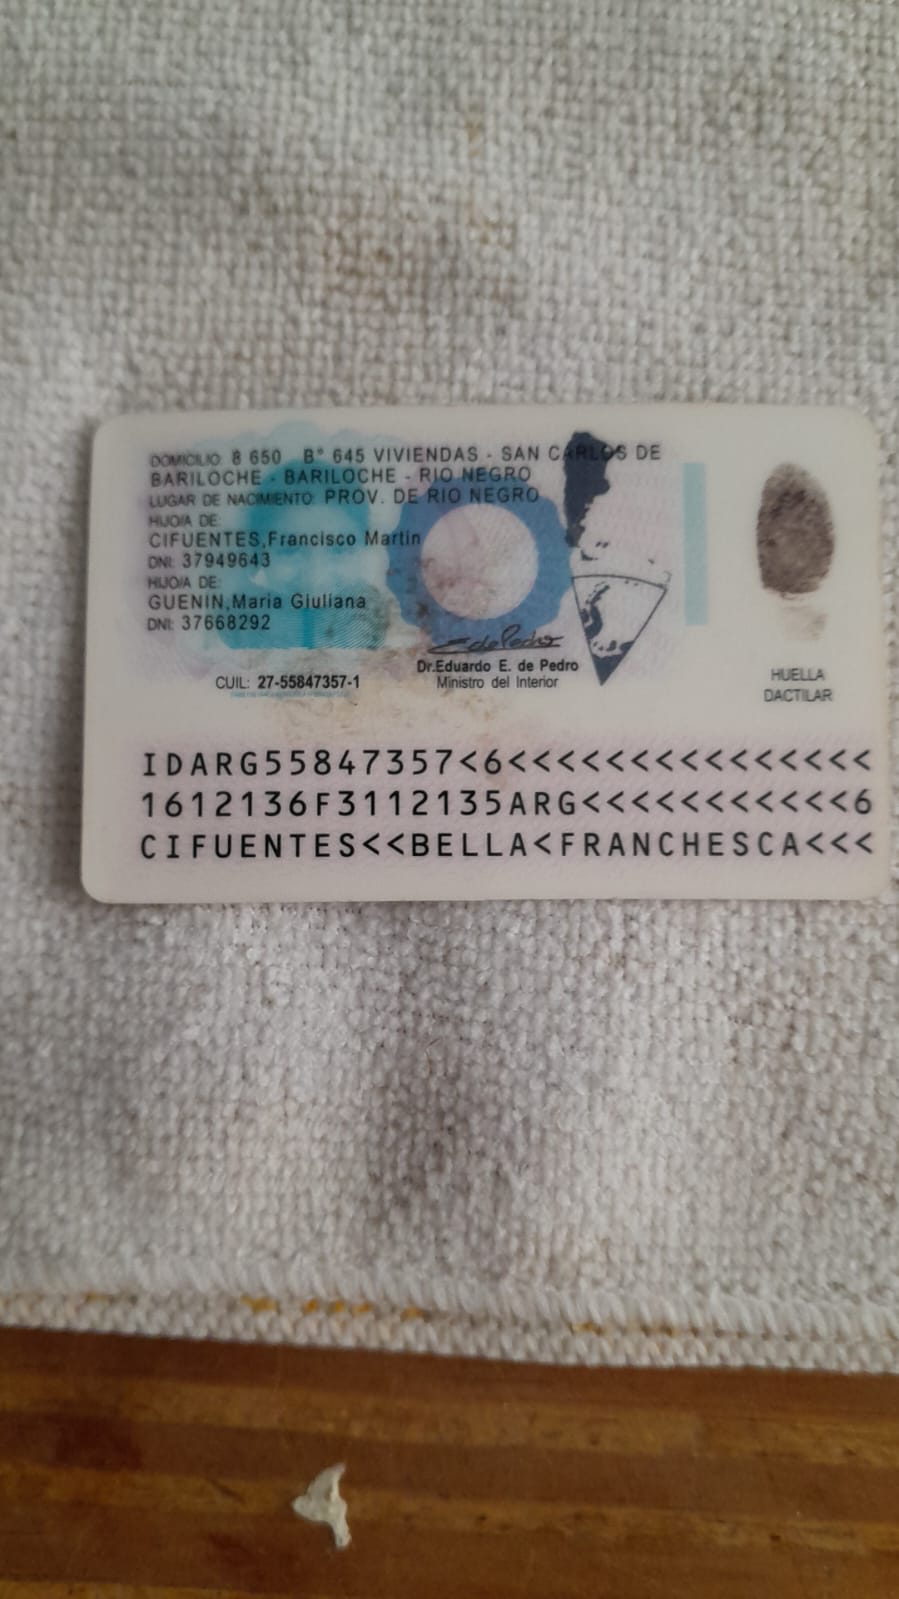 DOMICILIO: 8 650 B° 645 VIVIENDAS - SAN CARLOS DE
BARILOCHE - BARILOCHE - RIO NEGRO
LUGAR DE NACIMIENTO: PROV. DE RIO NEGRO
HIJO/A DE:
CIFUENTES,Francisco Martin
DNI: 37949643
HIJO/A DE:
GUENIN,Maria Giuliana
DNI: 37668292
CUIL: 27-55847357-1
Dr.Eduardo E. de Pedro
Ministro del Interior
HUELLA
DACTILAR
IDARG55847357<6<<<<<<<<<<<<<<<
1612136F3112135ARG<<<<<<<<<<<6
CIFUENTES<<BELLA<FRANCHESCA<<<